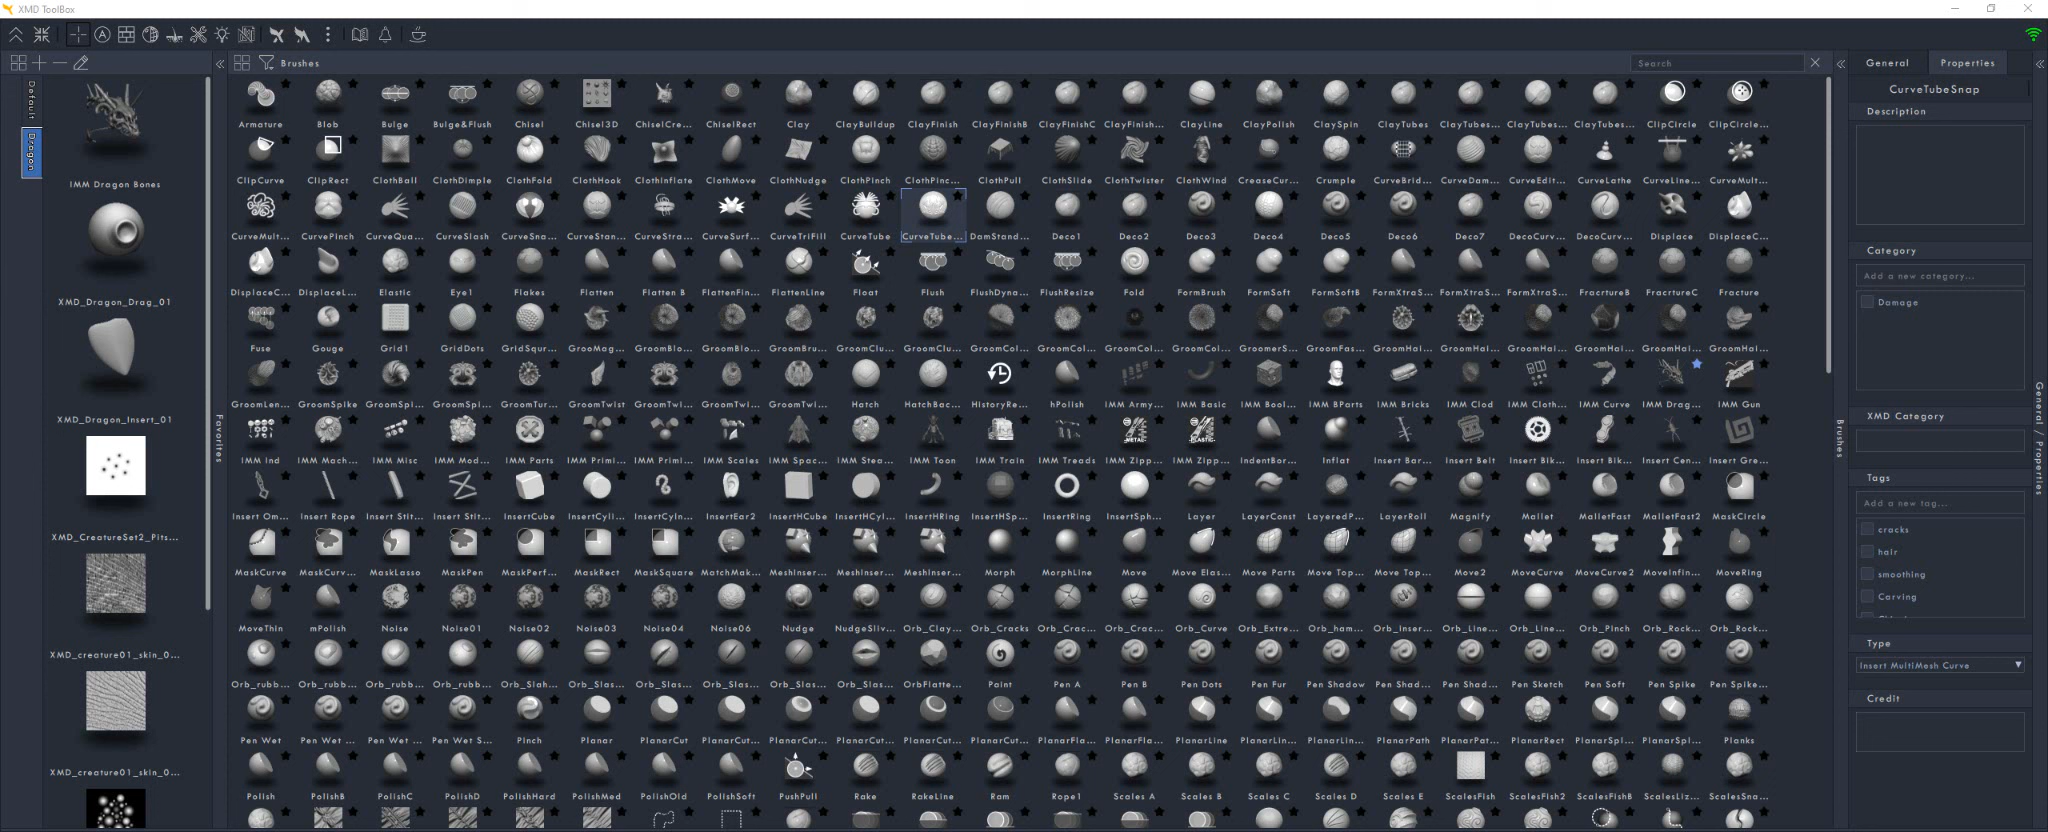 XMD ToolBox
Brushes
Search
General
Properties
Default
Dragon
Favorites
IMM Dragon Bones
XMD_Dragon_Drag_01
XMD_Dragon_Insert_01
XMD_CreatureSet2_Pits...
XMD_creature01_skin_0...
XMD_creature01_skin_0...
Armature Blob Bulge Bulge&Flush Chisel Chisel3D ChiselCre... ChiselRect Clay ClayBuildup ClayFinish ClayFinishB ClayFinishC ClayFinish... ClayLine ClayPolish ClaySpin ClayTubes ClayTubes... ClayTubes... ClayTubes... ClipCircle ClipCircle...
ClipCurve ClipRect ClothBall ClothDimple ClothFold ClothHook ClothInflate ClothMove ClothNudge ClothPinch ClothPinc... ClothPull ClothSlide ClothTwister ClothWind CreaseCur... Crumple CurveBrid... CurveDam... CurveEdit... CurveLathe CurveLine... CurveMult...
CurveMult... CurvePinch CurveQua... CurveSlash CurveSna... CurveStan... CurveStra... CurveSurf... CurveTriFill CurveTube CurveTube... DamStand... Deco1 Deco2 Deco3 Deco4 Deco5 Deco6 Deco7 DecoCurv... DecoCurv... Displace DisplaceC...
DisplaceC... DisplaceL... Elastic Eye1 Flakes Flatten Flatten B FlattenFin... FlattenLine Float Flush FlushDyna... FlushResize Fold FormBrush FormSoft FormSoftB FormXtraS... FormXtraS... FormXtraS... FracrtureB FracrtureC Fracture
Fuse Gouge Grid1 GridDots GridSqur... GrooMag... GroomBlo... GroomBlo... GroomBru... GroomClu... GroomClu... GroomCol... GroomCol... GroomCol... GroomCol... GroomerS... GroomFas... GroomHai... GroomHai... GroomHai... GroomHai... GroomHai... GroomHai...
GroomLen... GroomSpike GroomSpi... GroomSpi... GroomTur... GroomTwist GroomTwi... GroomTwi... GroomTwi... Hatch HatchBac... HistoryRe... hPolish IMM Army... IMM Basic IMM Bool... IMM BParts IMM Bricks IMM Clod IMM Cloth... IMM Curve IMM Drag... IMM Gun
IMM Ind IMM Mach... IMM Misc IMM Mod... IMM Parts IMM Primi... IMM Primi... IMM Scales IMM Spac... IMM Stea... IMM Toon IMM Train IMM Treads IMM Zipp... IMM Zipp... IndentBor... Inflat Insert Bar... Insert Belt Insert Blk... Insert Blk... Insert Cen... Insert Gre...
Insert Om... Insert Rope Insert Stit... Insert Stit... InsertCube InsertCyli... InsertCyln... InsertEar2 InsertHCube InsertHCyl... InsertHRing InsertHSp... InsertRing InsertSph... Layer LayerConst LayeredP... LayerRoll Magnify Mallet MalletFast MalletFast2 MaskCircle
MaskCurve MaskCurv... MaskLasso MaskPen MaskPerf... MaskRect MaskSquare MatchMak... MeshInser... MeshInser... MeshInser... Morph MorphLine Move Move Elas... Move Parts Move Top... Move Top... Move2 MoveCurve MoveCurve2 MoveInfin... MoveRing
MoveThin mPolish Noise Noise01 Noise02 Noise03 Noise04 Noise06 Nudge NudgeSliv... Orb_Clay... Orb_Cracks Orb_Crac... Orb_Crac... Orb_Curve Orb_Extre... Orb_ham... Orb_Inser... Orb_Line... Orb_Line... Orb_Pinch Orb_Rock... Orb_Rock...
Orb_rubb... Orb_rubb... Orb_rubb... Orb_rubb... Orb_Slah... Orb_Slas... Orb_Slas... Orb_Slas... Orb_Slas... Orb_Slas... OrbFlatte... Paint Pen A Pen B Pen Dots Pen Fur Pen Shadow Pen Shad... Pen Shad... Pen Sketch Pen Soft Pen Spike Pen Spike...
Pen Wet Pen Wet ... Pen Wet ... Pen Wet S... Pinch Planar PlanarCut PlanarCut... PlanarCut... PlanarCut... PlanarCut... PlanarCut... PlanarFla... PlanarFla... PlanarLine PlanarLin... PlanarLin... PlanarPath PlanarPat... PlanarRect PlanarSpl... PlanarSpl... Planks
Polish PolishB PolishC PolishD PolishHard PolishMed PolishOld PolishSoft PushPull Rake RakeLine Ram Rope1 Scales A Scales B Scales C Scales D Scales E ScalesFish ScalesFish2 ScalesFishB ScalesLiz... ScalesSna...
Brushes
CurveTubeSnap
Description
Category
Add a new category...
Damage
XMD Category
Tags
Add a new tag...
cracks
hair
smoothing
Carving
Type
Insert MultiMesh Curve
Credit
General / Properties